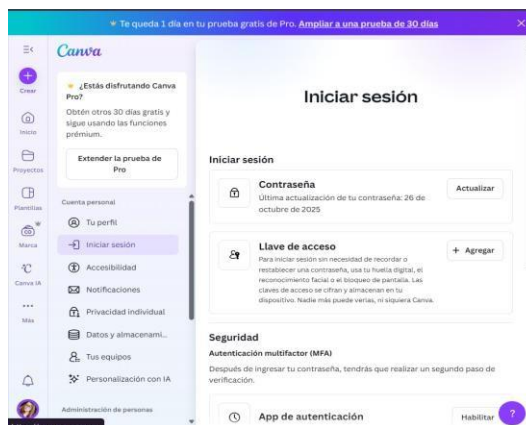 Te queda 1 día en tu prueba gratis de Pro. Ampliar a una prueba de 30 días
Canva
Crear
Inicio
Proyectos
Plantillas
Marca
Canva IA
Más
¿Estás disfrutando Canva
Pro?
Obtén otros 30 días gratis y
sigue usando las funciones
prémium.
Extender la prueba de
Pro
Cuenta personal
Tu perfil
Iniciar sesión
Accesibilidad
Notificaciones
Privacidad individual
Datos y almacenami...
Tus equipos
Personalización con IA
Administración de personas
Iniciar sesión
Iniciar sesión
Contraseña
Última actualización de tu contraseña: 26 de
octubre de 2025
Actualizar
Llave de acceso
Para iniciar sesión sin necesidad de recordar o
restablecer una contraseña, usa tu huella digital, el
reconocimiento facial o el bloqueo de pantalla. Las
claves de acceso se cifran y almacenan en tu
dispositivo. Nadie más puede verlas, ni siquiera Canva.
+ Agregar
Seguridad
Autenticación multifactor (MFA)
Después de ingresar tu contraseña, tendrás que realizar un segundo paso de
verificación.
App de autenticación
Habilitar
?